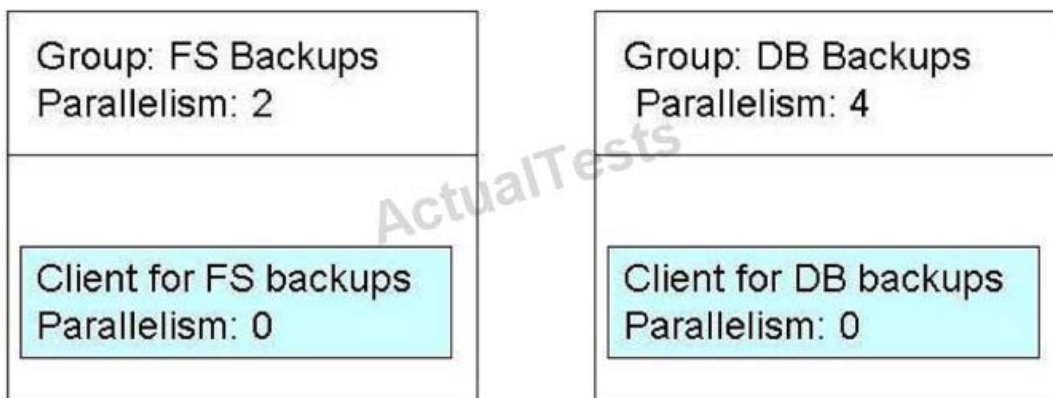 Group: FS Backups
Parallelism: 2
Client for FS backups
Parallelism: 0
Group: DB Backups
Parallelism: 4
Client for DB backups
Parallelism: 0
ActualTests